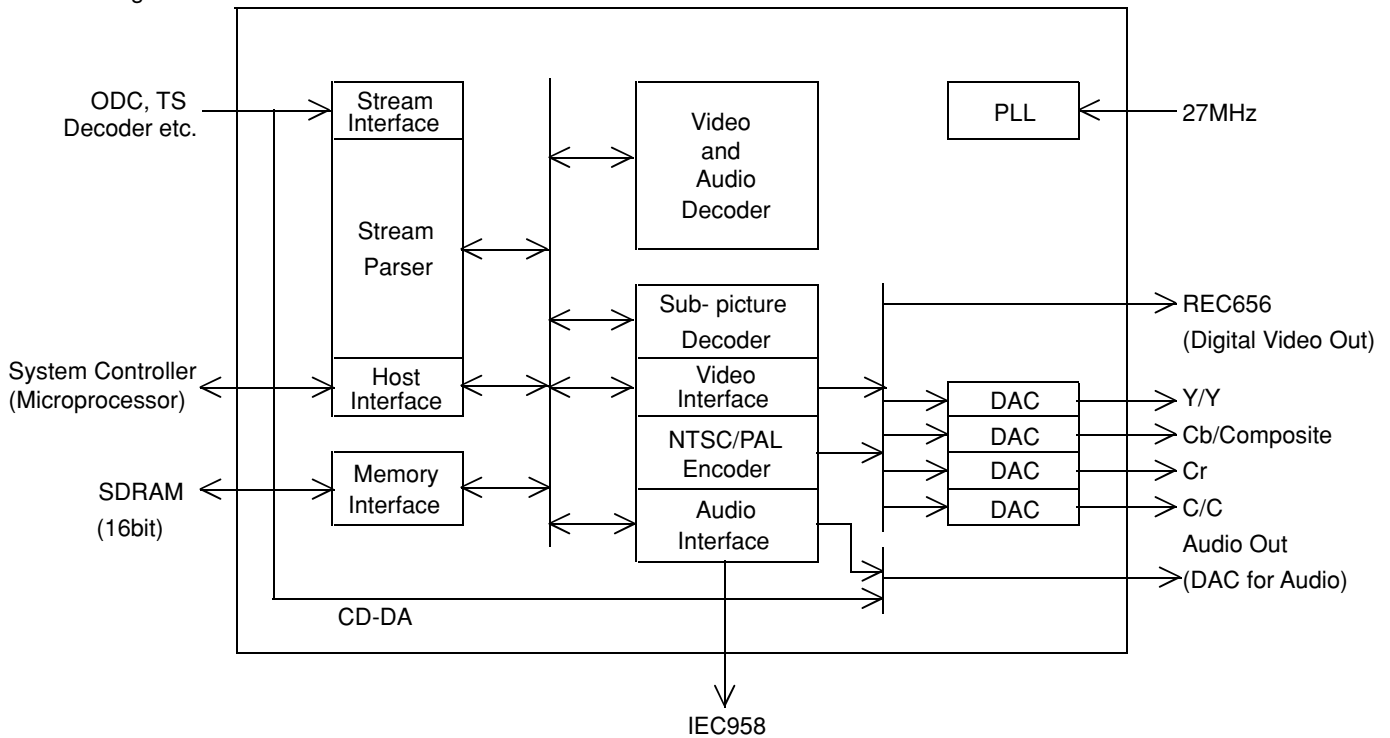 ODC, TS
Decoder etc.
Stream
Interface
Stream
Parser
Host
Interface
System Controller
(Microprocessor)
SDRAM
(16bit)
Memory
Interface
CD-DA
Video
and
Audio
Decoder
Sub- picture
Decoder
Video
Interface
NTSC/PAL
Encoder
Audio
Interface
IEC958
PLL
27MHz
REC656
(Digital Video Out)
DAC
Y/Y
DAC
Cb/Composite
DAC
Cr
DAC
C/C
Audio Out
(DAC for Audio)